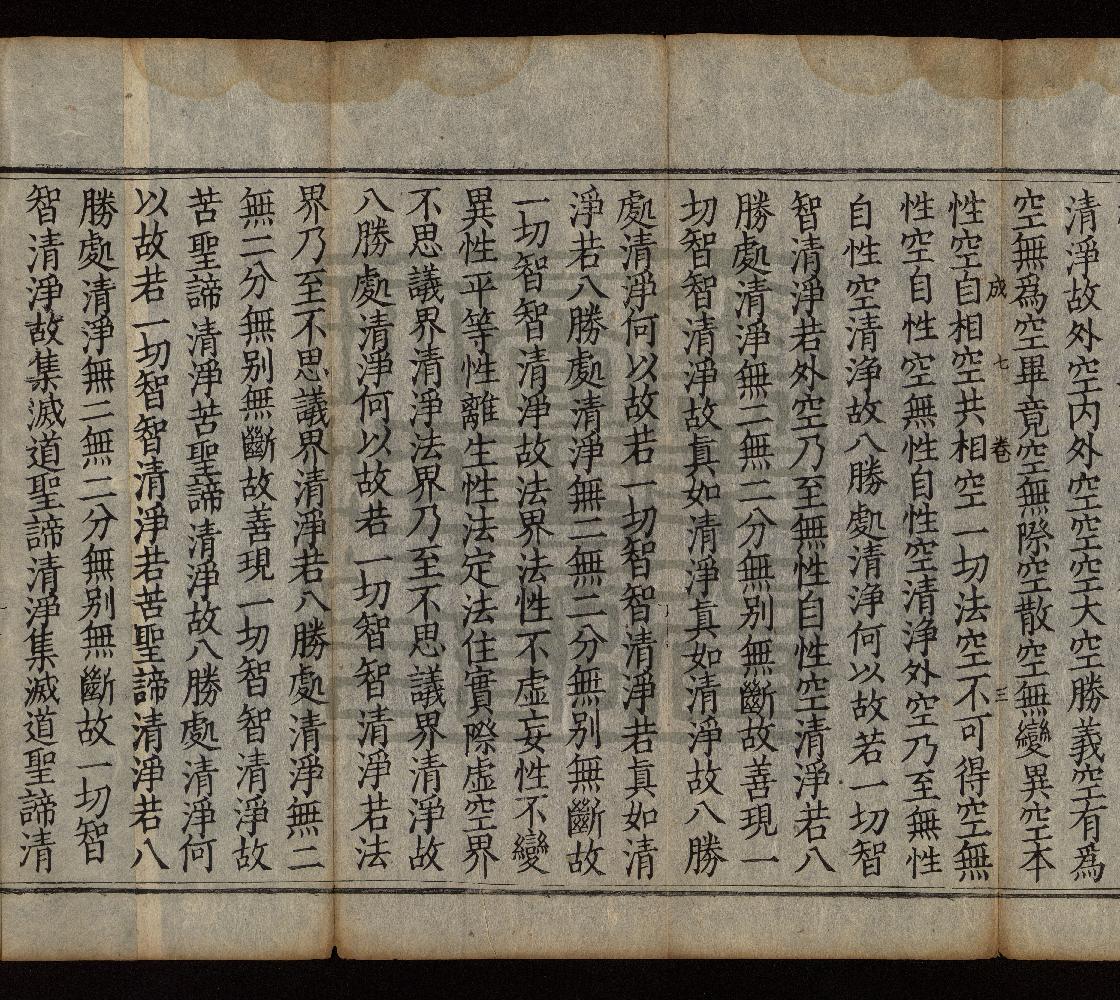 清淨故外空內外空空空大空勝義空有為
空無為空畢竟空無際空散空無變異空本
成 七 卷 三
性空自相空共相空一切法空不可得空無
性空自性空無性自性空清淨外空乃至無性
自性空清淨故八勝處清淨何以故若一切智
智清淨若外空乃至無性自性空清淨若八
勝處清淨無二無二分無別無斷故善現一
切智智清淨故真如清淨真如清淨故八勝
處清淨何以故若一切智智清淨若真如清
淨若八勝處清淨無二無二分無別無斷故
一切智智清淨故法界法性不虛妄性不變
異性平等性離生性法定法住實際虛空界
不思議界清淨法界乃至不思議界清淨故
八勝處清淨何以故若一切智智清淨若法
界乃至不思議界清淨若八勝處清淨無二
無二分無別無斷故善現一切智智清淨故
苦聖諦清淨苦聖諦清淨故八勝處清淨何
以故若一切智智清淨若苦聖諦清淨若八
勝處清淨無二無二分無別無斷故一切智
智清淨故集滅道聖諦清淨集滅道聖諦清